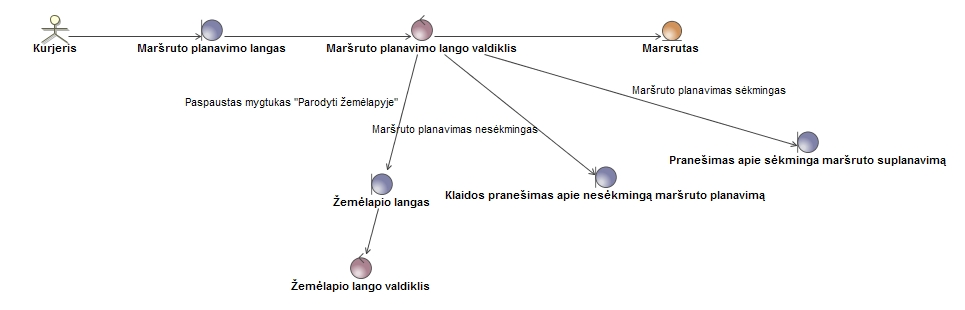 Kurjeris
Maršruto planavimo langas
Maršruto planavimo lango valdiklis
Marsrutas
Maršruto planavimas sėkmingas
Paspaustas mygtukas "Parodyti žemėlapyje"
Maršruto planavimas nesėkmingas
Pranešimas apie sėkminga maršruto suplanavimą
Klaidos pranešimas apie nesėkmingą maršruto planavimą
Žemėlapio langas
Žemėlapio lango valdiklis